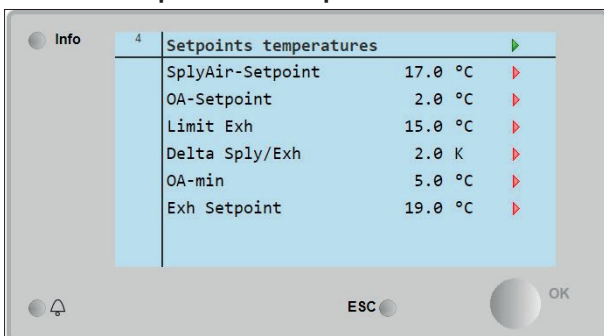 Info
4 Setpoints temperatures
SplyAir-Setpoint 17.0 °C
OA-Setpoint 2.0 °C
Limit Exh 15.0 °C
Delta Sply/Exh 2.0 K
OA-min 5.0 °C
Exh Setpoint 19.0 °C
ESC OK